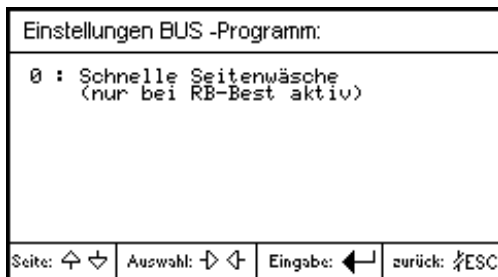 Einstellungen BUS -Programm:
0 : Schnelle Seitenwäsche
(nur bei RB-Best aktiv)
Seite: Auswahl: Eingabe: zurück: ESC